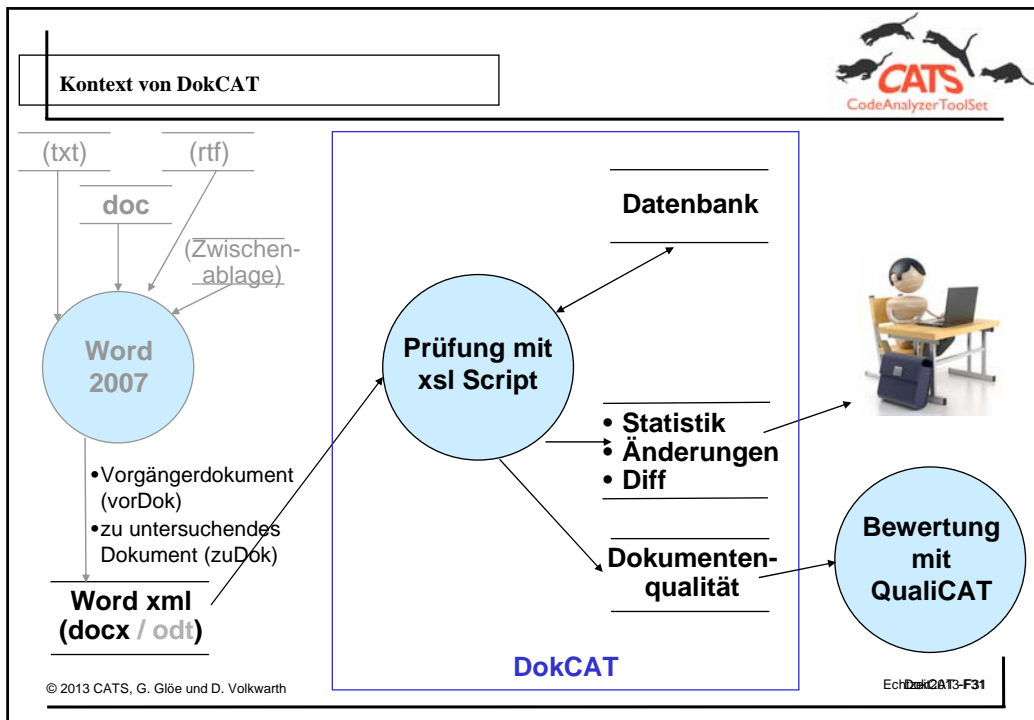 Kontext von DokCAT
CATS
CodeAnalyzerToolSet
(txt)
(rtf)
doc
(Zwischen-
ablage)
Word
2007
•Vorgängerdokument
(vorDok)
•zu untersuchendes
Dokument (zuDok)
Word xml
(docx / odt)
Prüfung mit
xsl Script
Datenbank
• Statistik
• Änderungen
• Diff
Dokumenten-
qualität
Bewertung
mit
QualiCAT
DokCAT
© 2013 CATS, G. Glöe und D. Volkwarth
-F31